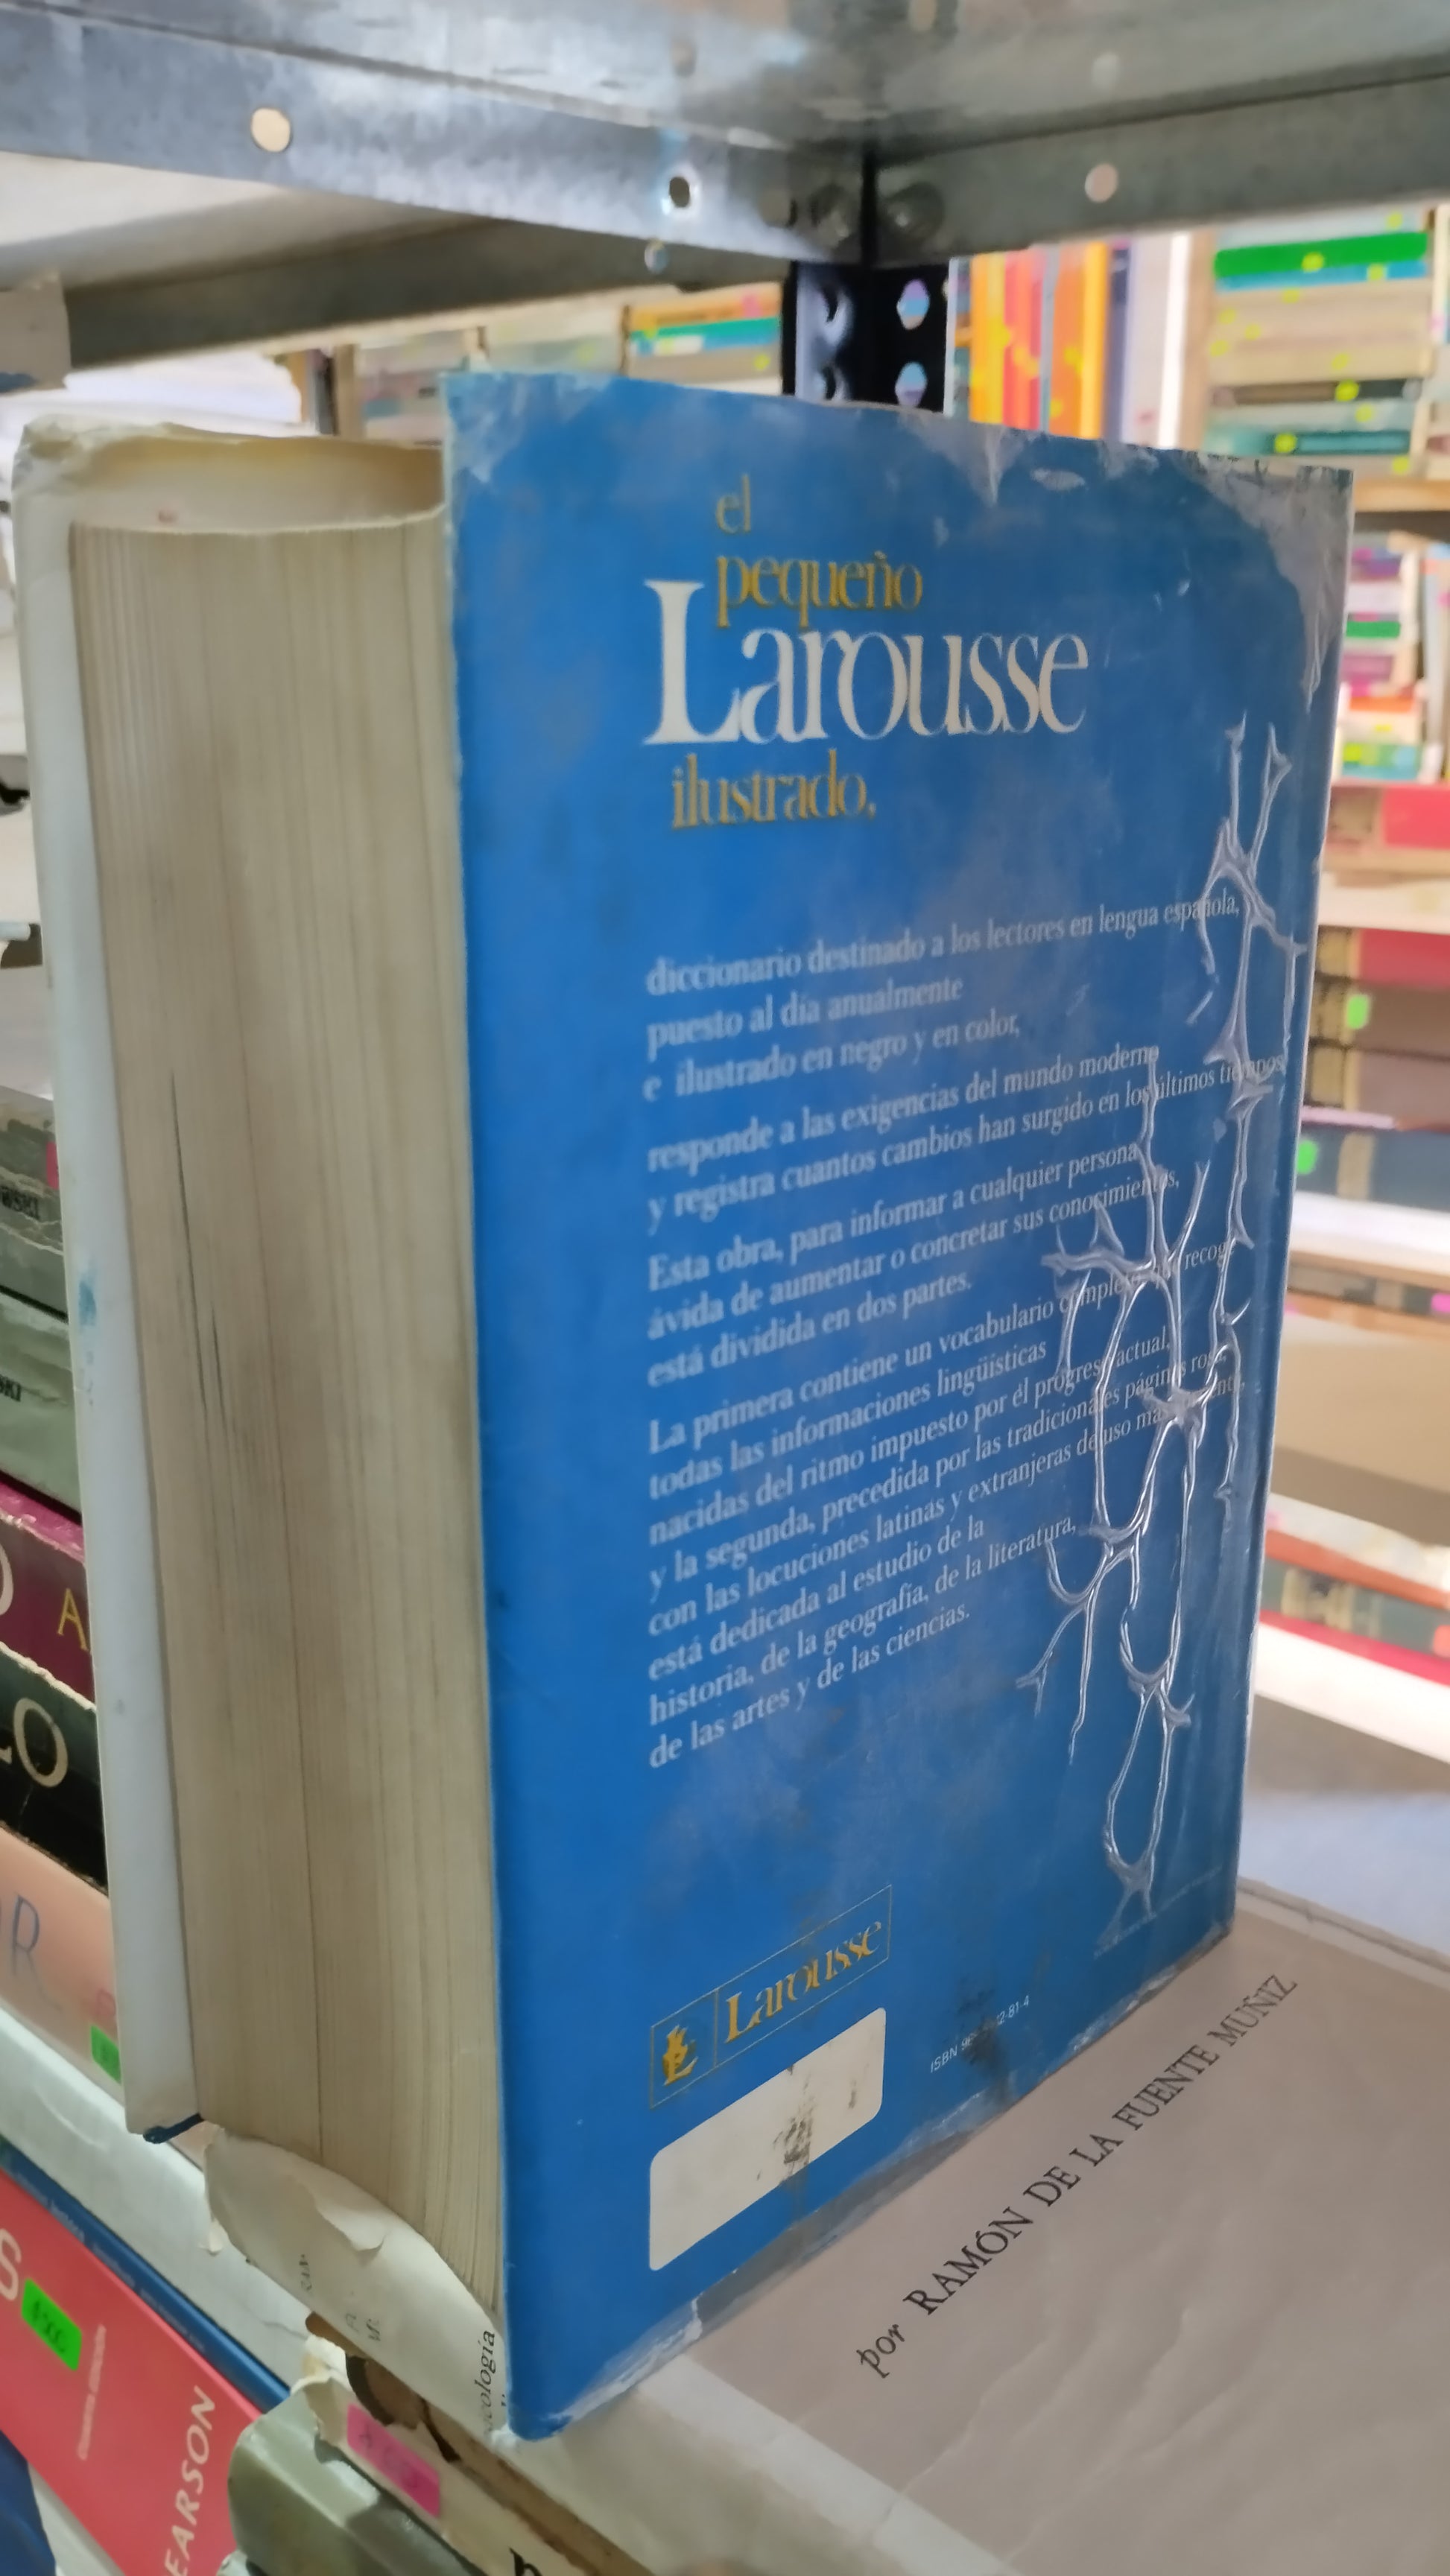 el
pequeño
Larousse
ilustrado,
diccionario destinado a los lectores en lengua española,
puesto al día anualmente
e ilustrado en negro y en color,
responde a las exigencias del mundo moderno
y registra cuantos cambios han surgido en los últimos tiempos
Esta obra, para informar a cualquier persona
ávida de aumentar o concretar sus conocimientos,
está dividida en dos partes.
La primera contiene un vocabulario recoge
todas las informaciones lingüísticas
nacidas del ritmo impuesto por el progreso actual,
y la segunda, precedida por las tradicionales páginas rosa,
con las locuciones latinas y extranjeras de uso más
está dedicada al estudio de la
historia, de la geografía, de la literatura,
de las artes y de las ciencias.
Larousse
ISBN
por RAMÓN DE LA FUENTE MUÑIZ
A
LO
R
S
EARSON
icología